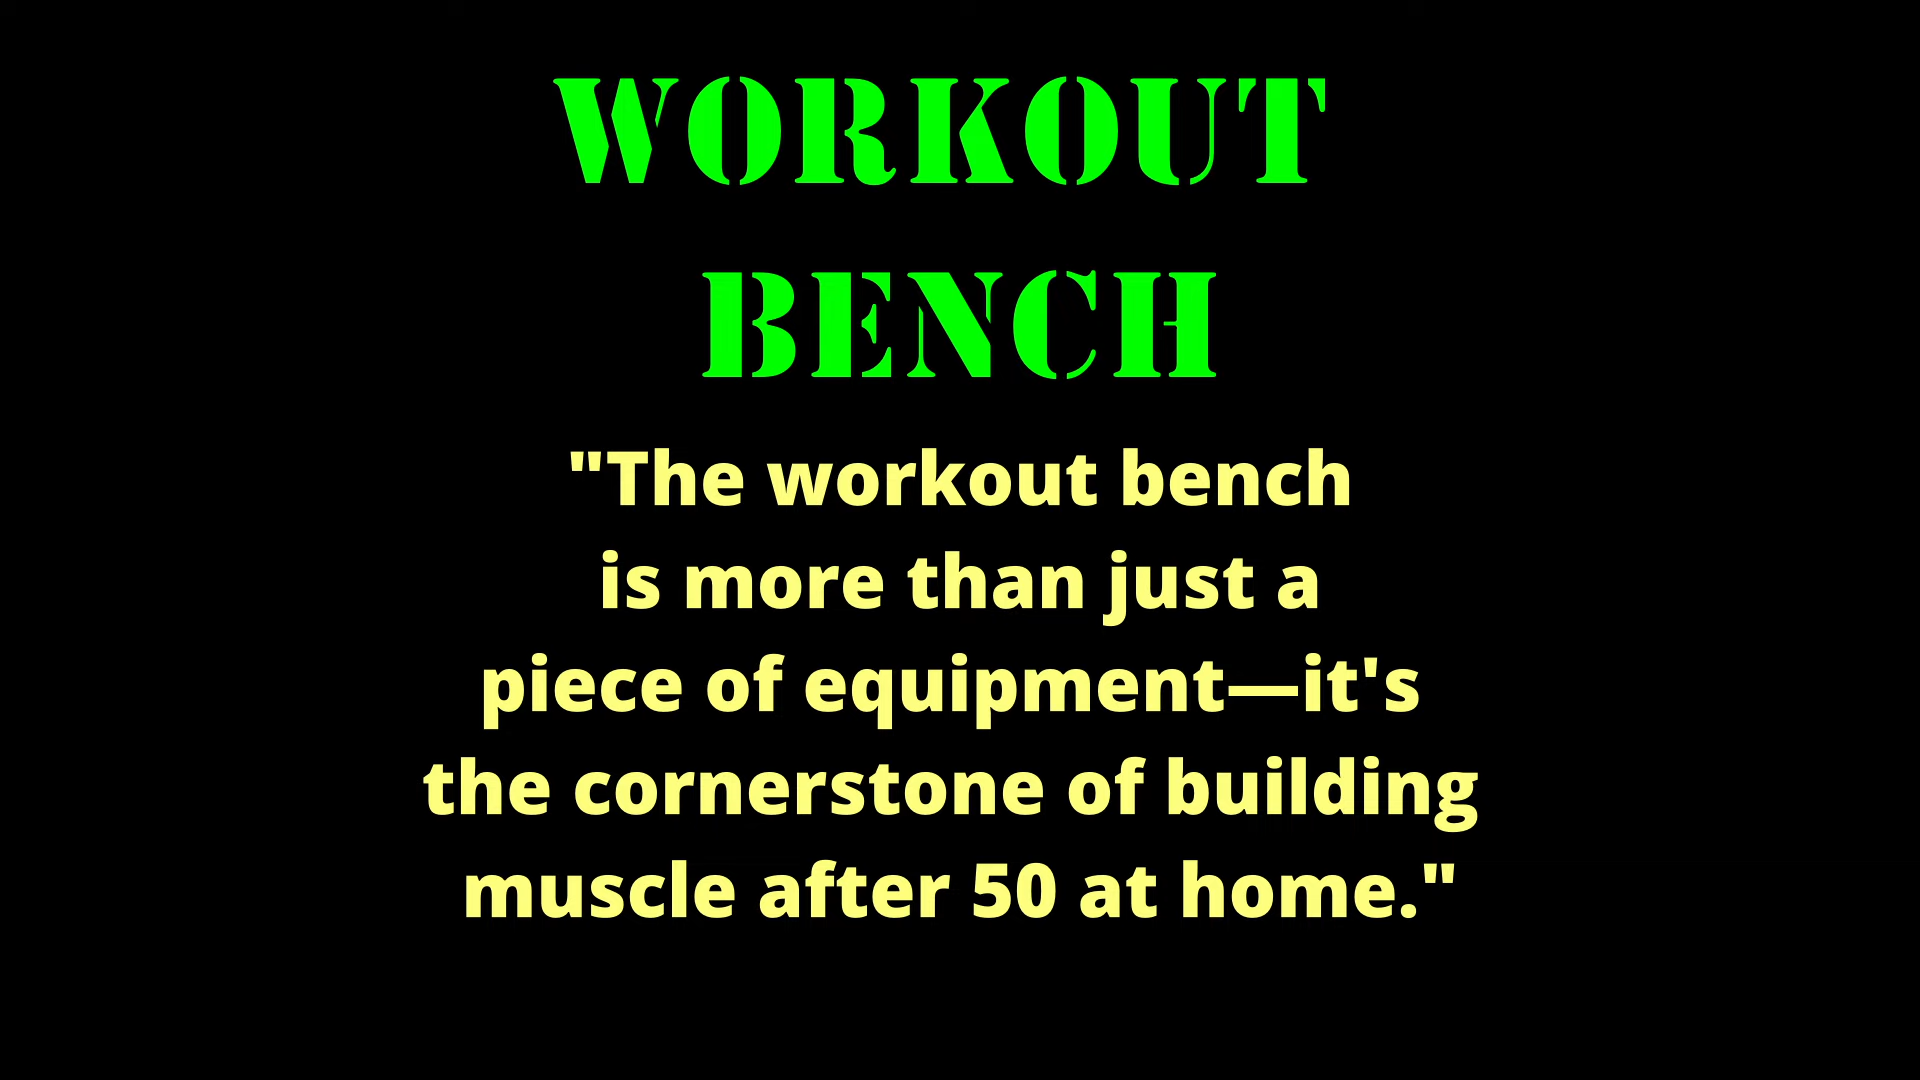 WORKOUT
BENCH
"The workout bench
is more than just a
piece of equipment—it's
the cornerstone of building
muscle after 50 at home."